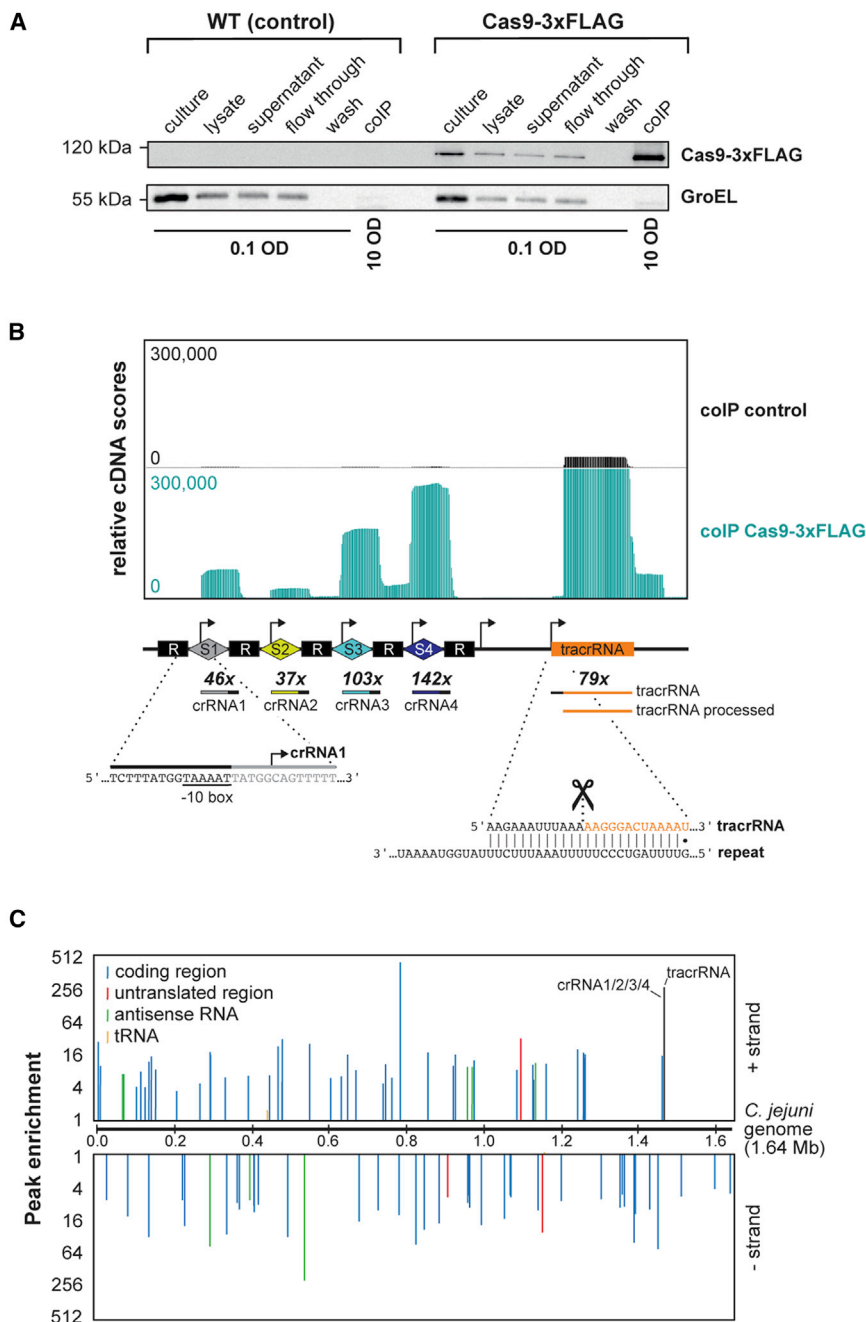 A
WT (control)
Cas9-3xFLAG
culture
lysate
supernatant
flow through
wash
coIP
culture
lysate
supernatant
flow through
wash
coIP
120 kDa
Cas9-3xFLAG
55 kDa
GroEL
0.1 OD
10 OD
0.1 OD
10 OD
B
relative cDNA scores
300,000
0
coIP control
300,000
0
coIP Cas9-3xFLAG
R S1 R S2 R S3 R S4 R tracrRNA
46x 37x 103x 142x 79x
crRNA1 crRNA2 crRNA3 crRNA4 tracrRNA
tracrRNA processed
crRNA1
5'…TCTTTATGGTAAAATTATGGCAGTTTTT…3'
-10 box
5'AAGAAAUUUAAAAAGGGACUAAAAU…3' tracrRNA
3'…UAAAAUGGUAUUUCUUUAAAUUUUUCCCUGAUUUUG…5' repeat
C
Peak enrichment
512
256
64
16
4
1
coding region
untranslated region
antisense RNA
tRNA
crRNA1/2/3/4
tracrRNA
+ strand
0.0 0.2 0.4 0.6 0.8 1.0 1.2 1.4 1.6
C. jejuni
genome
(1.64 Mb)
1
4
16
64
256
512
- strand